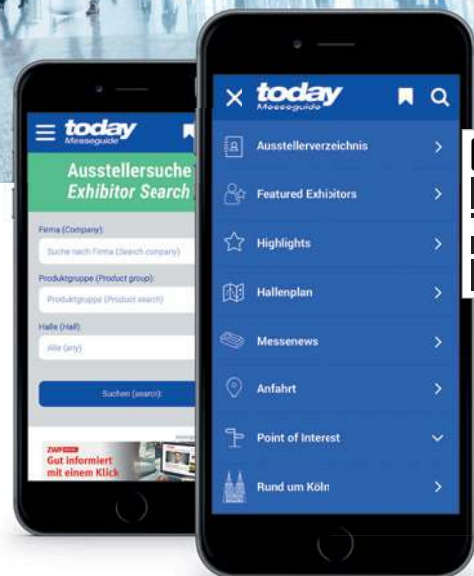 today
Messeguide
Ausstellersuche
Exhibitor Search
Firma (Company):
Suche nach Firma (Search company)
Produktgruppe (Product group):
Produktgruppe (Product search)
Halle (Hall):
Alle (any)
Suchen (search)
ZWP
Gut informiert
mit einem Klick
today
Messeguide
Ausstellerverzeichnis
Featured Exhibitors
Highlights
Hallenplan
Messenews
Anfahrt
Point of Interest
Rund um Köln